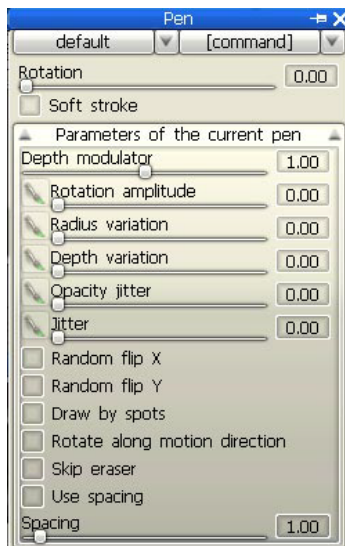 Pen
default [command]
Rotation 0.00
Soft stroke
Parameters of the current pen
Depth modulator 1.00
Rotation amplitude 0.00
Radius variation 0.00
Depth variation 0.00
Opacity jitter 0.00
Jitter 0.00
Random flip X
Random flip Y
Draw by spots
Rotate along motion direction
Skip eraser
Use spacing
Spacing 1.00